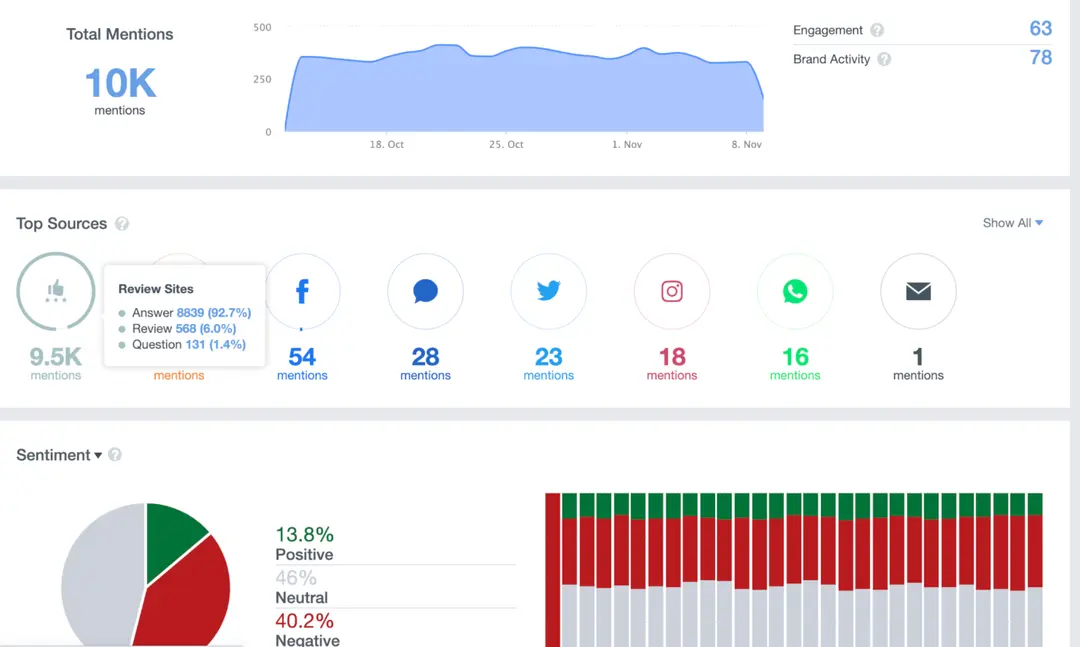 Total Mentions
10K
mentions
500
250
0
18. Oct
25. Oct
1. Nov
8. Nov
Engagement ?
63
Brand Activity ?
78
Top Sources ?
Show All
Review Sites
Answer 8839 (92.7%)
Review 568 (6.0%)
Question 131 (1.4%)
9.5K
mentions
mentions
54
mentions
28
mentions
23
mentions
18
mentions
16
mentions
1
mentions
Sentiment ?
13.8%
Positive
46%
Neutral
40.2%
Negative